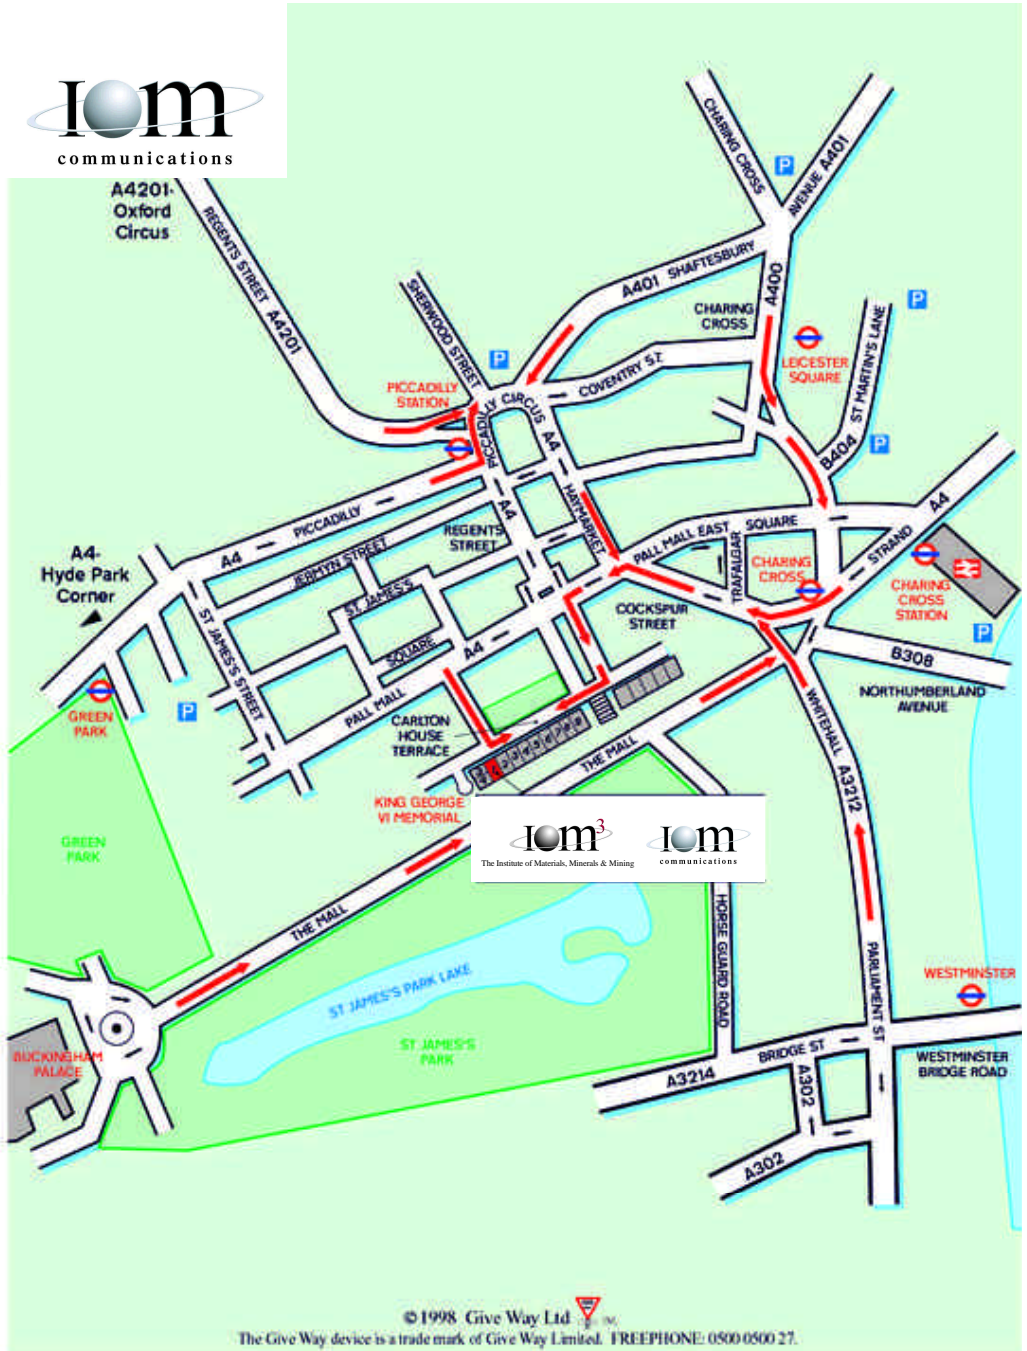 IOM
communications
A4201-
Oxford
Circus
REGENTS STREET A4201
SHERWOOD STREET
CHARING CROSS
AVENUE A401
A401 SHAFTESBURY
A400
CHARING
CROSS
LEICESTER
SQUARE
ST MARTIN'S LANE
B404
COVENTRY ST.
PICCADILLY
STATION
PICCADILLY CIRCUS
PICCADILLY
A4
A4
HAYMARKET
REGENTS
STREET
A4 PICCADILLY
JERMYN STREET
ST JAMES'S
SQUARE
A4-
Hyde Park
Corner
ST JAMES'S STREET
A4
PALL MALL
PALL MALL EAST
SQUARE
TRAFALGAR
CHARING
CROSS
STRAND
A4
CHARING
CROSS
STATION
COCKSPUR
STREET
B308
NORTHUMBERLAND
AVENUE
GREEN
PARK
CARLTON
HOUSE
TERRACE
THE MALL
WHITEHALL A3212
KING GEORGE
VI MEMORIAL
IOM3
The Institute of Materials, Minerals & Mining
IOM
communications
GREEN
PARK
THE MALL
HORSE GUARD ROAD
PARLIAMENT ST
ST JAMES'S PARK LAKE
ST JAMES'S
PARK
WESTMINSTER
BUCKINGHAM
PALACE
A3214
BRIDGE ST
WESTMINSTER
BRIDGE ROAD
A302
A302
P
P
P
P
P
P
©1998 Give Way Ltd
The Give Way device is a trade mark of Give Way Limited. FREEPHONE: 0500 0500 27.